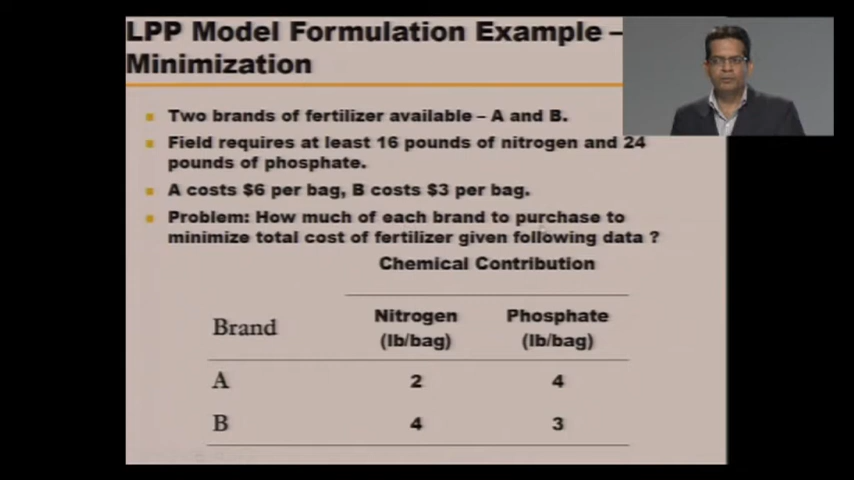 LPP Model Formulation Example –
Minimization
Two brands of fertilizer available – A and B.
Field requires at least 16 pounds of nitrogen and 24
pounds of phosphate.
A costs $6 per bag, B costs $3 per bag.
Problem: How much of each brand to purchase to
minimize total cost of fertilizer given following data ?
Chemical Contribution
Brand
Nitrogen Phosphate
(lb/bag) (lb/bag)
A 2 4
B 4 3